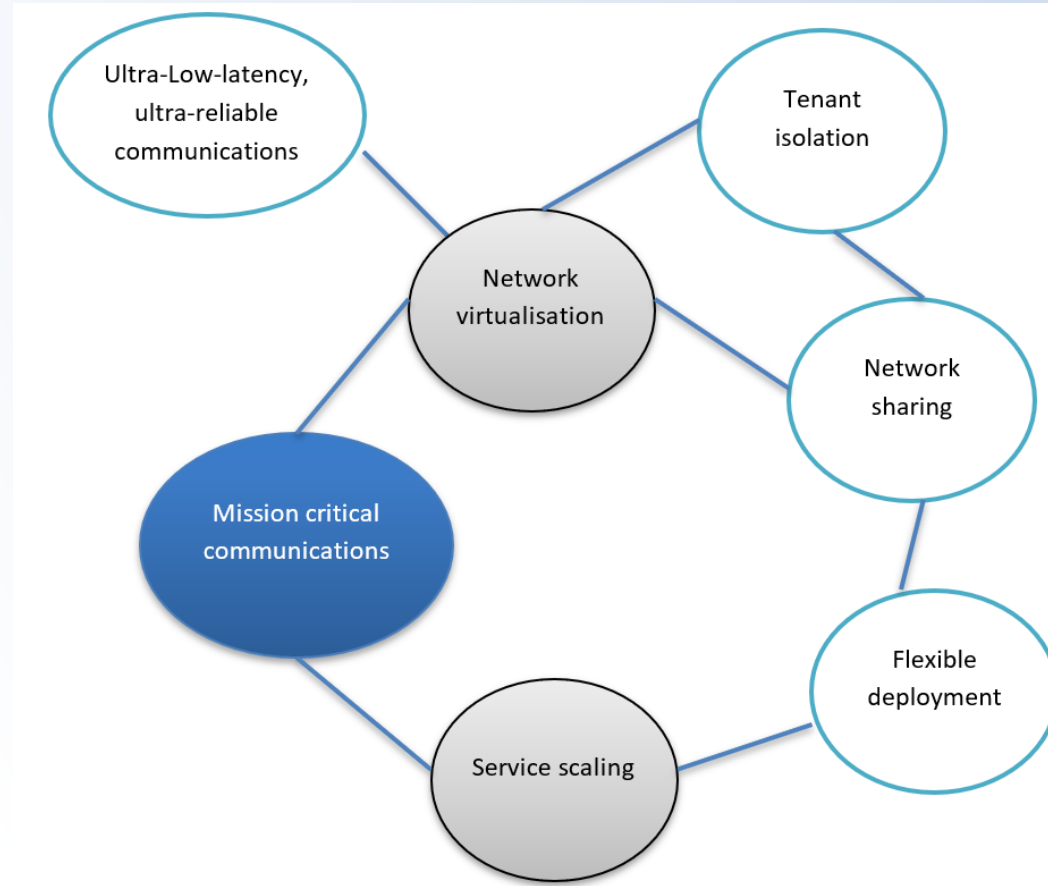 Ultra-Low-latency,
ultra-reliable
communications
Tenant
isolation
Network
virtualisation
Network
sharing
Mission critical
communications
Flexible
deployment
Service scaling